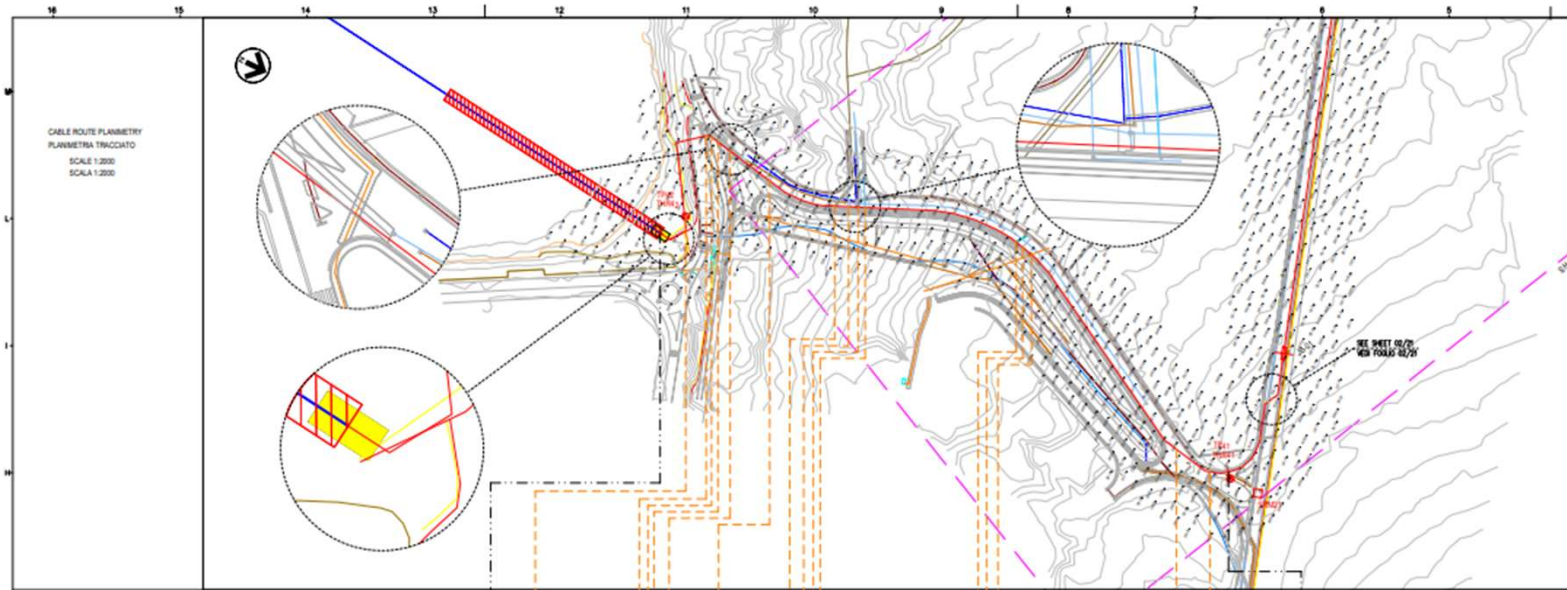 16 15 14 13 12 11 10 9 8 7 6 5
CABLE ROUTE PLANIMETRY
PLANIMETRIA TRACCIATO
SCALE 1:2000
SCALA 1:2000
L
I
H
SEE SHEET 02/21
VEDI FOGLIO 02/21